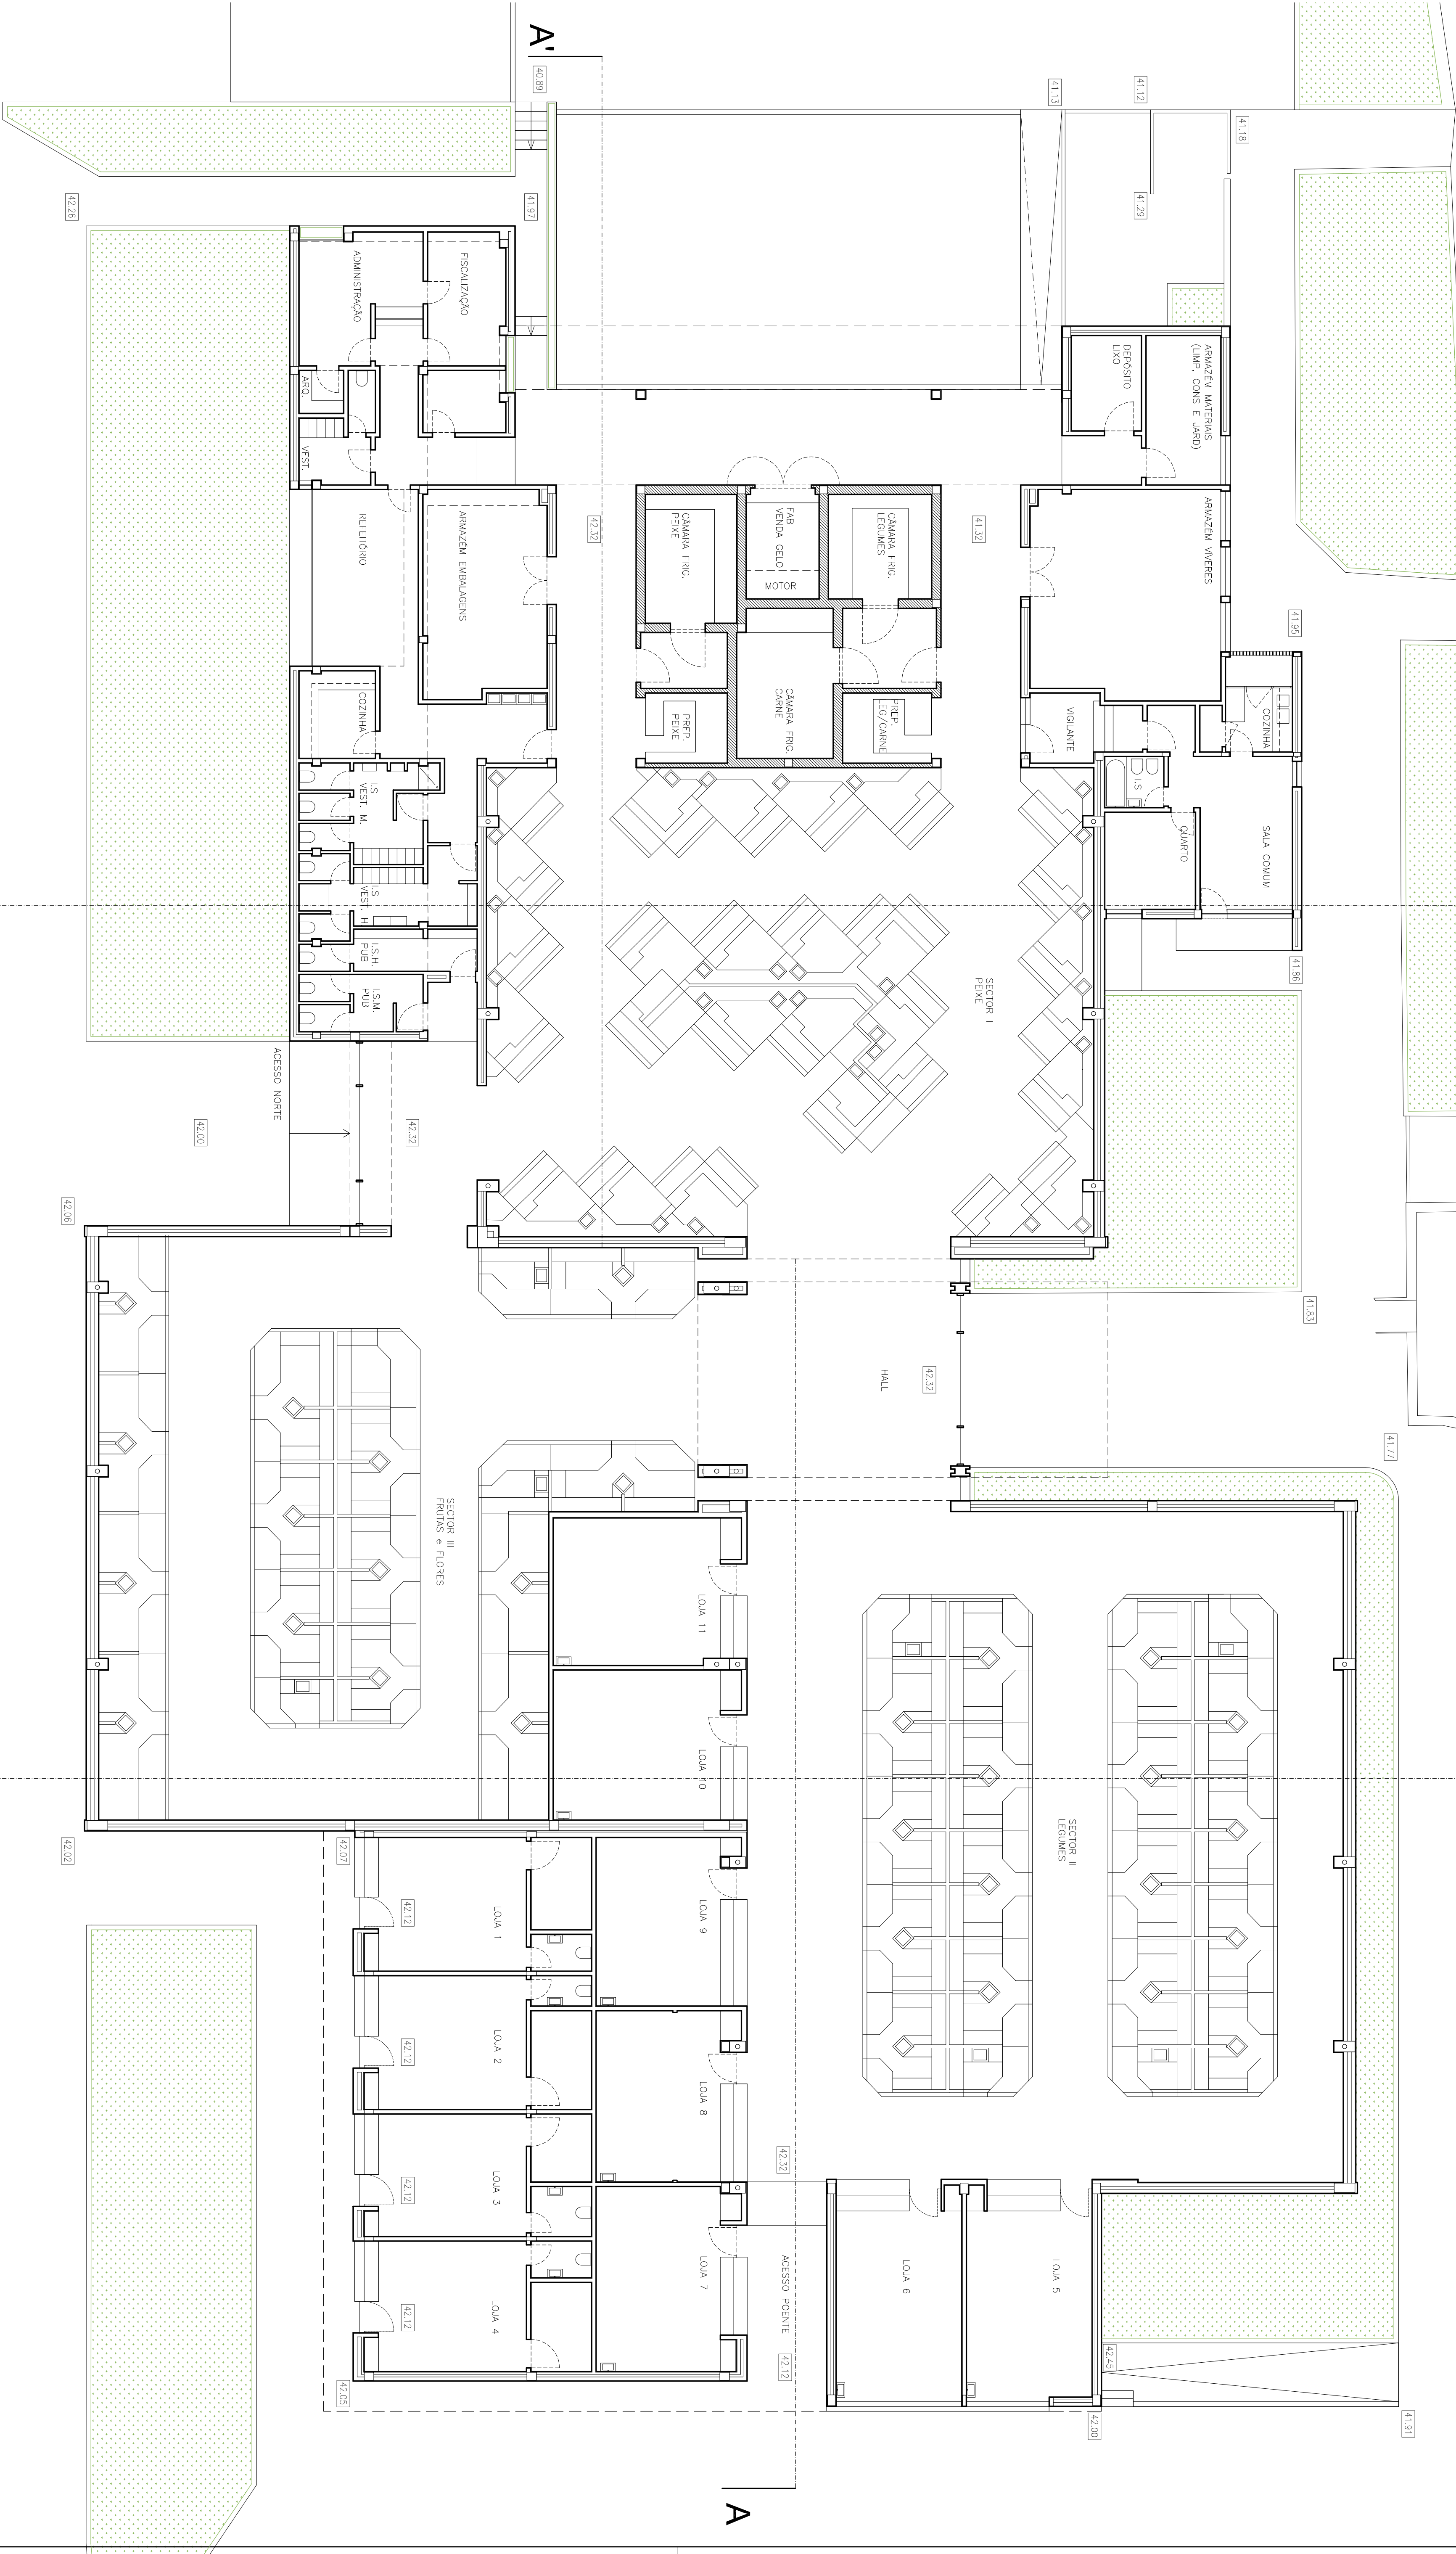 A'
40.89
41.13
41.12
41.18
42.26
41.97
41.29
ADMINISTRAÇÃO
FISCALIZAÇÃO
DEPÓSITO
LIXO
ARMAZÉM MATERIAIS
(LIMP. CONS E JARD)
ARQ.
VEST.
REFEITÓRIO
ARMAZÉM EMBALAGENS
42.32
CÂMARA FRIG.
PEIXE
FAB
VENDA GELO
MOTOR
CÂMARA FRIG.
LEGUMES
41.32
ARMAZÉM VÍVERES
41.95
COZINHA
PREP.
PEIXE
CÂMARA FRIG.
CARNE
PREP.
LEG/CARNE
VIGILANTE
COZINHA
I.S
VEST. M.
I.S
QUARTO
SALA COMUM
I.S
VEST. H
I.S.H.
PUB
I.S.M.
PUB
SECTOR I
PEIXE
41.86
ACESSO NORTE
42.00
42.32
42.06
41.83
HALL
42.32
41.77
SECTOR III
FRUTAS e FLORES
LOJA 11
LOJA 10
SECTOR II
LEGUMES
42.02
42.07
42.12
LOJA 1
LOJA 9
42.12
LOJA 2
LOJA 8
42.32
42.12
LOJA 3
LOJA 7
ACESSO POENTE
LOJA 6
LOJA 5
42.12
LOJA 4
42.05
42.12
42.45
42.00
41.91
A